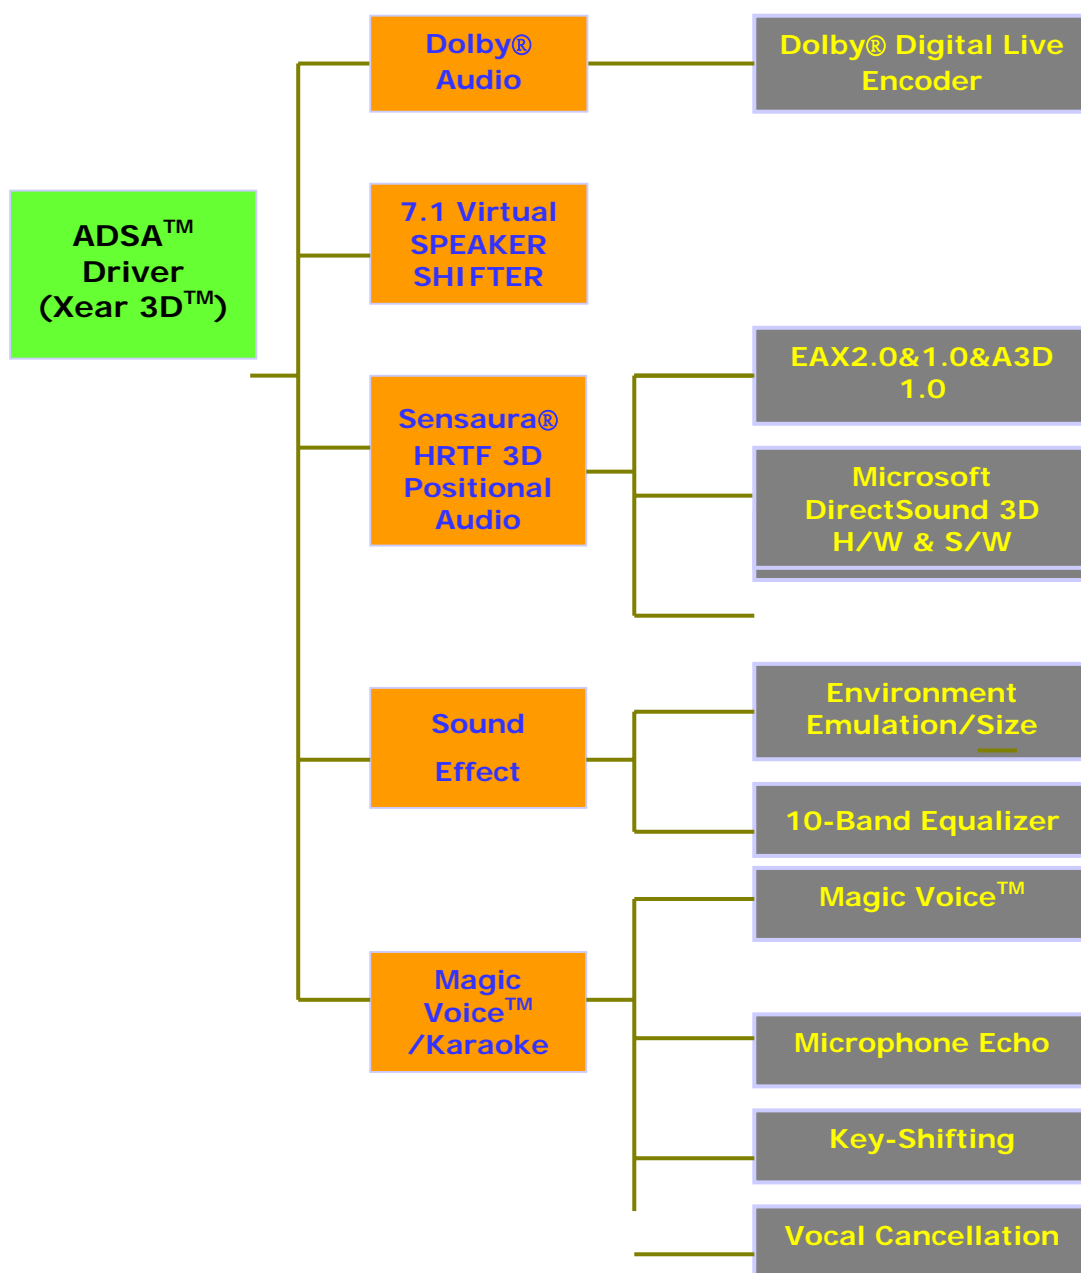 Dolby®
Audio
Dolby® Digital Live
Encoder
ADSA™
Driver
(Xear 3D™)
7.1 Virtual
SPEAKER
SHIFTER
Sensaura®
HRTF 3D
Positional
Audio
EAX2.0&1.0&A3D
1.0
Microsoft
DirectSound 3D
H/W & S/W
Sound
Effect
Environment
Emulation/Size
10-Band Equalizer
Magic
Voice™
/Karaoke
Magic Voice™
Microphone Echo
Key-Shifting
Vocal Cancellation